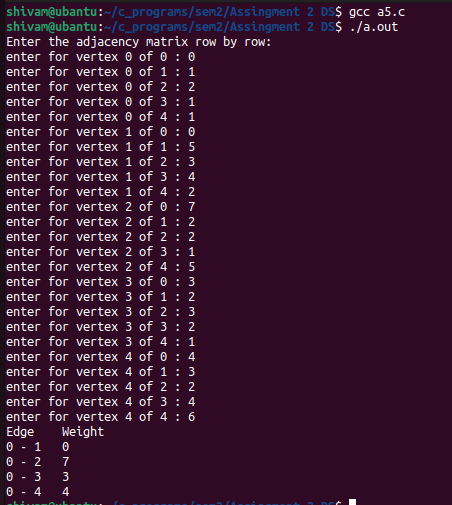 shivam@ubuntu:~/c_programs/sem2/Assingment 2 DS$ gcc a5.c
shivam@ubuntu:~/c_programs/sem2/Assingment 2 DS$ ./a.out
Enter the adjacency matrix row by row:
enter for vertex 0 of 0 : 0
enter for vertex 0 of 1 : 1
enter for vertex 0 of 2 : 2
enter for vertex 0 of 3 : 1
enter for vertex 0 of 4 : 1
enter for vertex 1 of 0 : 0
enter for vertex 1 of 1 : 5
enter for vertex 1 of 2 : 3
enter for vertex 1 of 3 : 4
enter for vertex 1 of 4 : 2
enter for vertex 2 of 0 : 7
enter for vertex 2 of 1 : 2
enter for vertex 2 of 2 : 2
enter for vertex 2 of 3 : 1
enter for vertex 2 of 4 : 5
enter for vertex 3 of 0 : 3
enter for vertex 3 of 1 : 2
enter for vertex 3 of 2 : 3
enter for vertex 3 of 3 : 2
enter for vertex 3 of 4 : 1
enter for vertex 4 of 0 : 4
enter for vertex 4 of 1 : 3
enter for vertex 4 of 2 : 2
enter for vertex 4 of 3 : 4
enter for vertex 4 of 4 : 6
Edge Weight
0 - 1 0
0 - 2 7
0 - 3 3
0 - 4 4
shivam@ubuntu:~/c_programs/sem2/Assingment 2 DS$